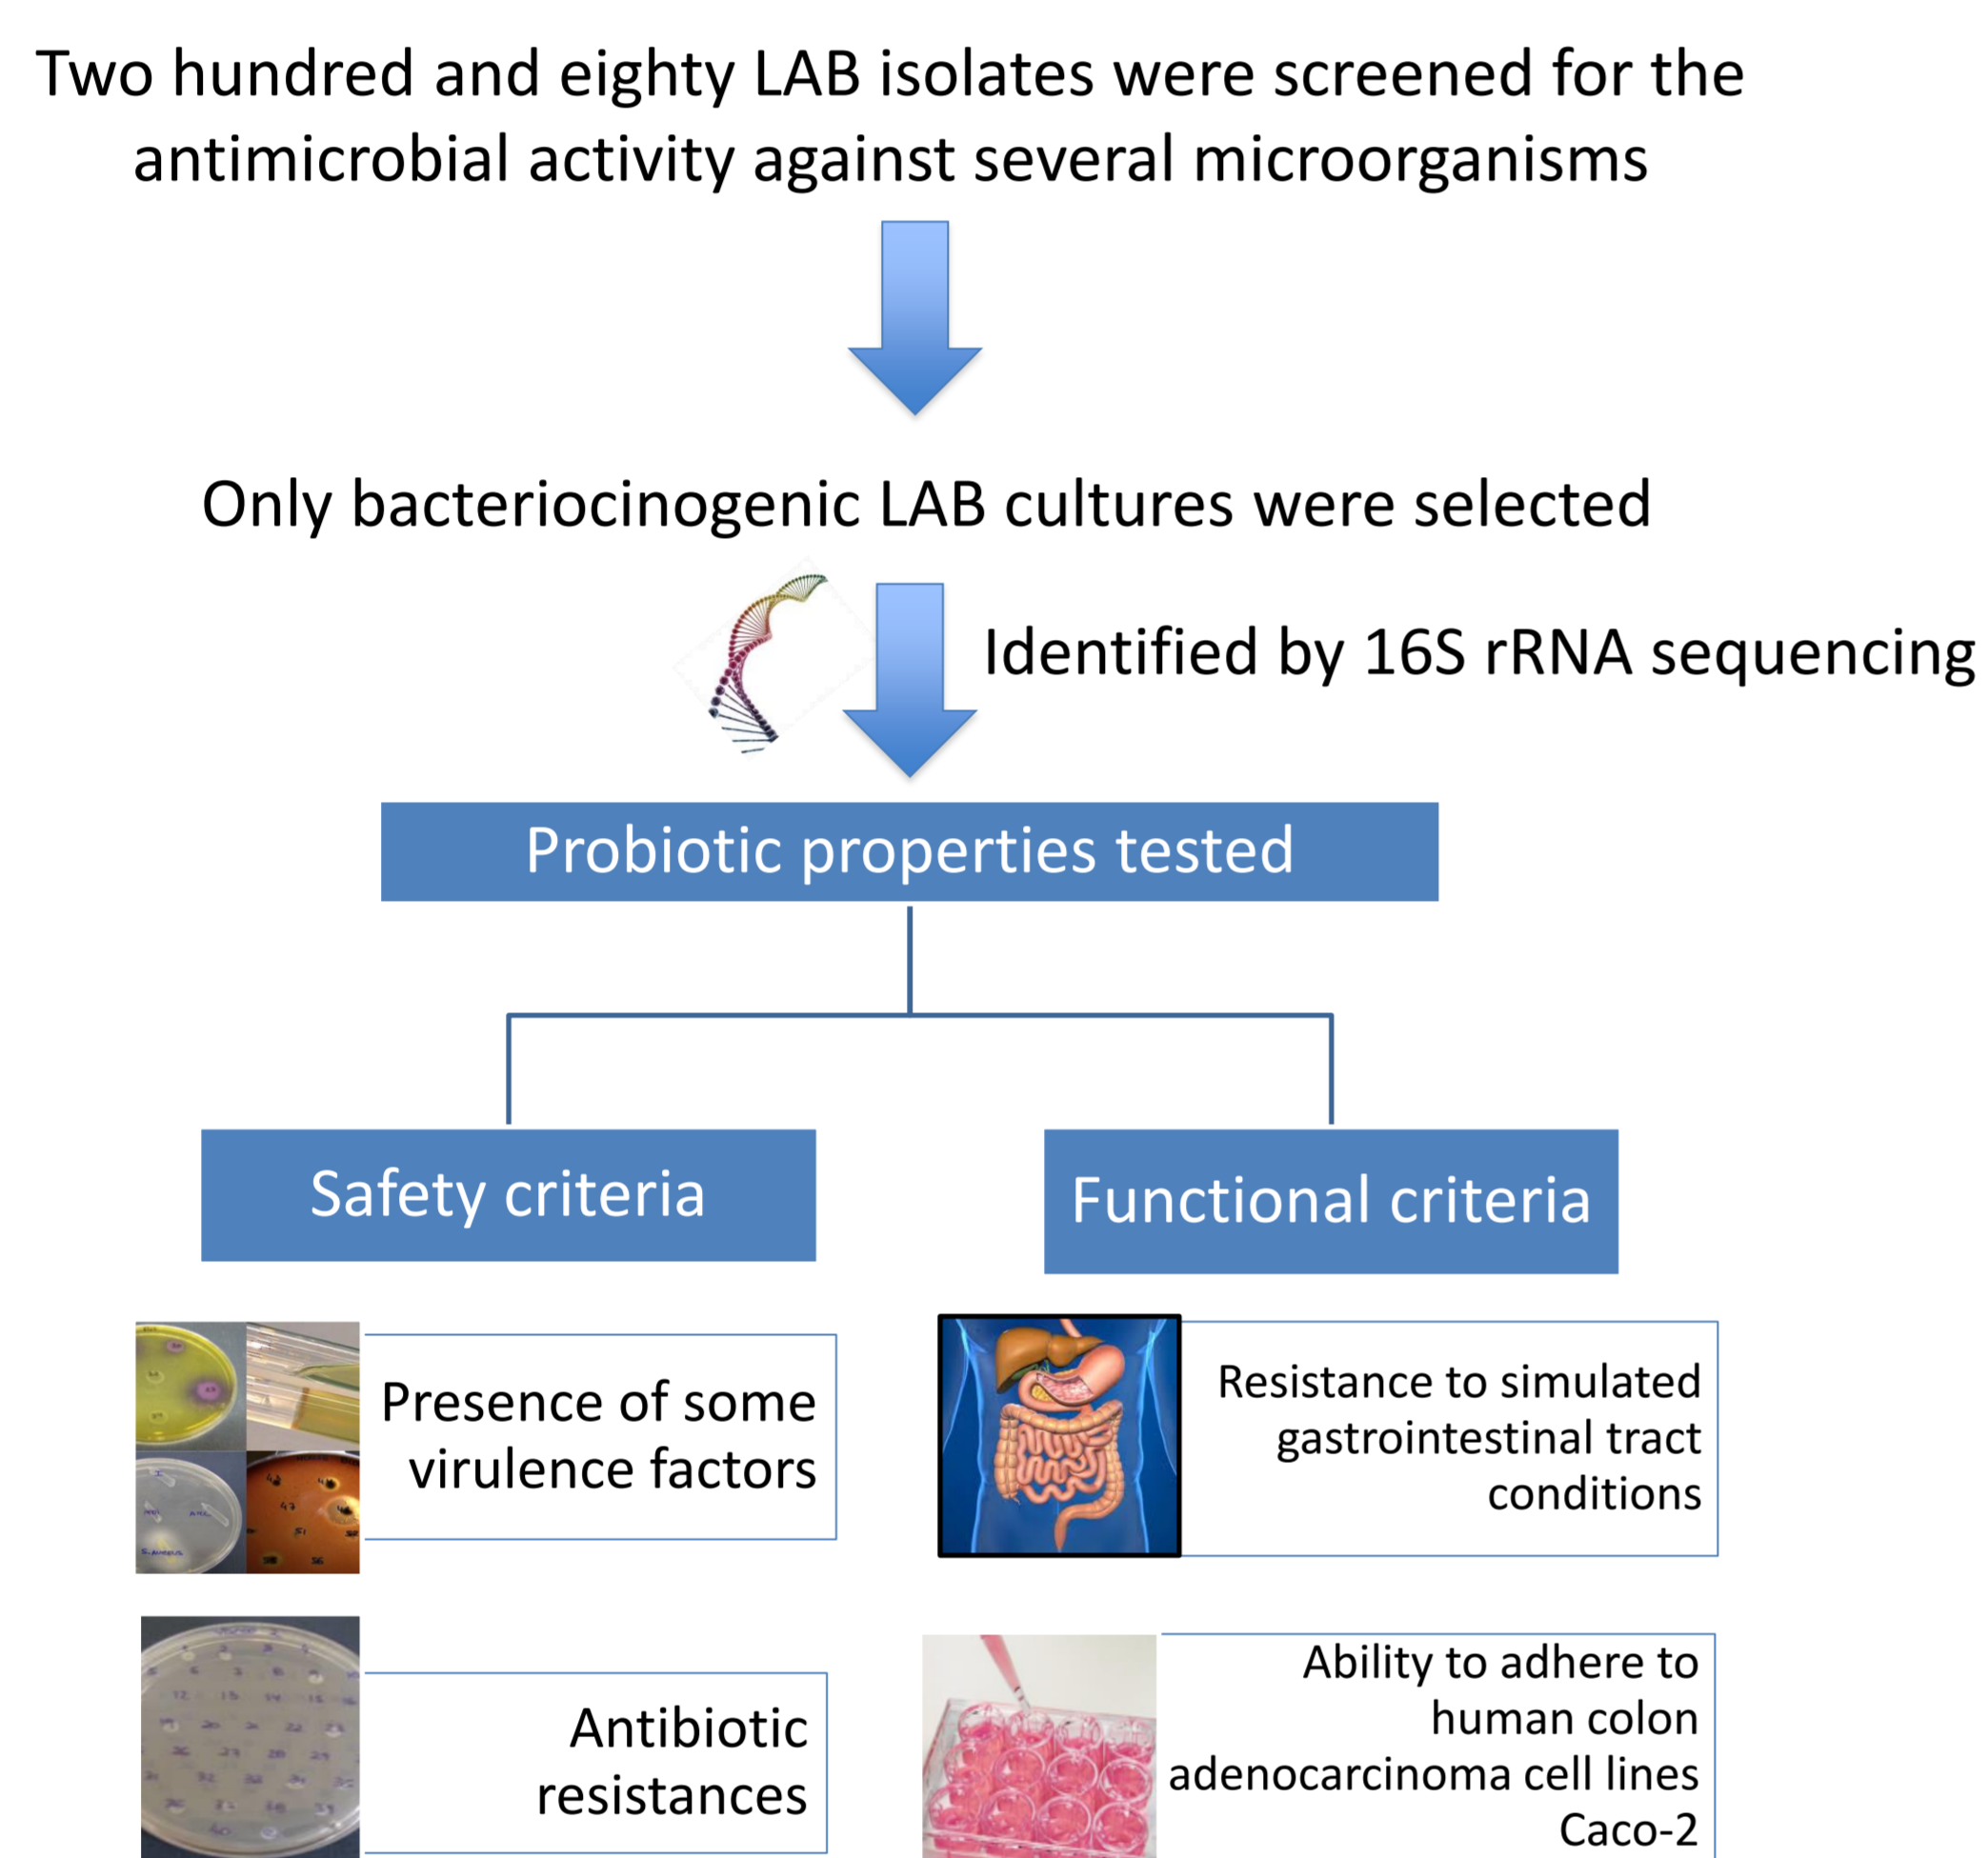 Two hundred and eighty LAB isolates were screened for the
antimicrobial activity against several microorganisms
Only bacteriocinogenic LAB cultures were selected
Identified by 16S rRNA sequencing
Probiotic properties tested
Safety criteria
Functional criteria
Presence of some
virulence factors
Resistance to simulated
gastrointestinal tract
conditions
Antibiotic
resistances
Ability to adhere to
human colon
adenocarcinoma cell lines
Caco-2